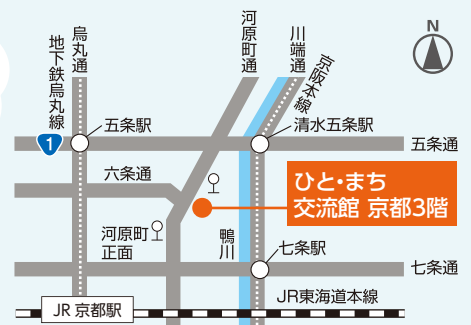 烏丸通
地下鉄烏丸線
河原町通
川端通
京阪本線
N
1
五条駅
清水五条駅
五条通
六条通
ひと・まち
交流館 京都3階
河原町
正面
鴨川
七条駅
七条通
JR東海道本線
JR 京都駅